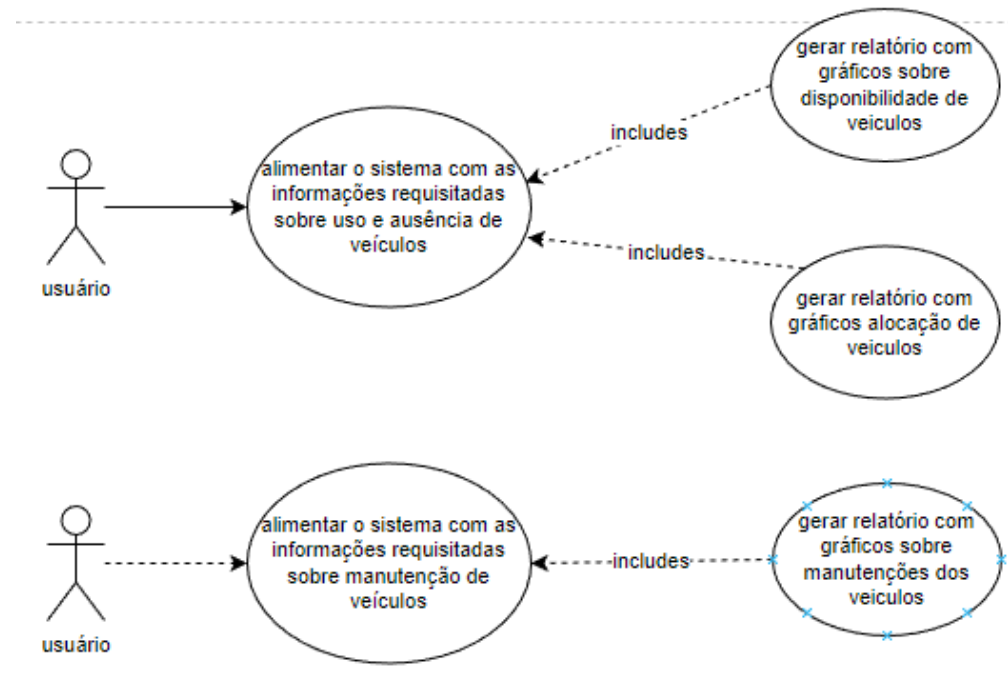 gerar relatório com
gráficos sobre
disponibilidade de
veiculos
includes
alimentar o sistema com as
informações requisitadas
sobre uso e ausência de
veículos
usuário
includes
gerar relatório com
gráficos alocação de
veiculos
alimentar o sistema com as
informações requisitadas
sobre manutenção de
veículos
usuário
includes
gerar relatório com
gráficos sobre
manutenções dos
veiculos